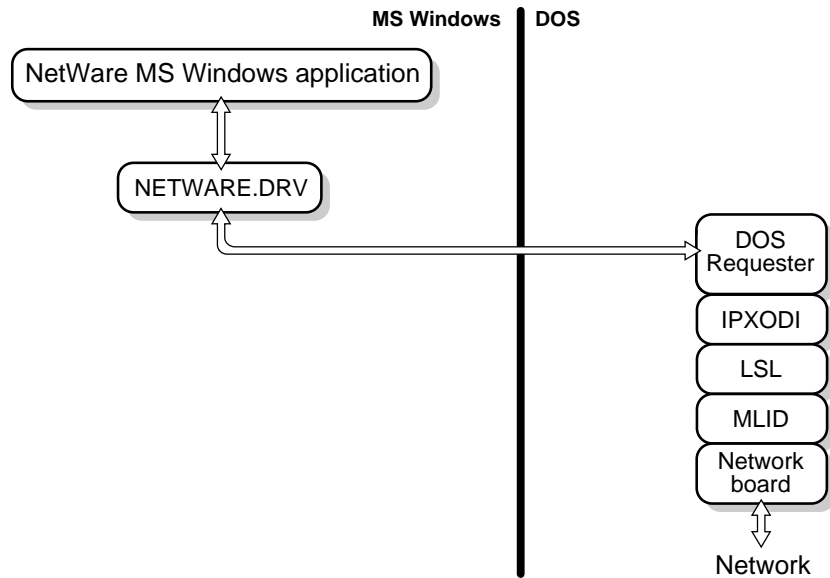 MS Windows
DOS
NetWare MS Windows application
NETWARE.DRV
DOS
Requester
IPXODI
LSL
MLID
Network
board
Network